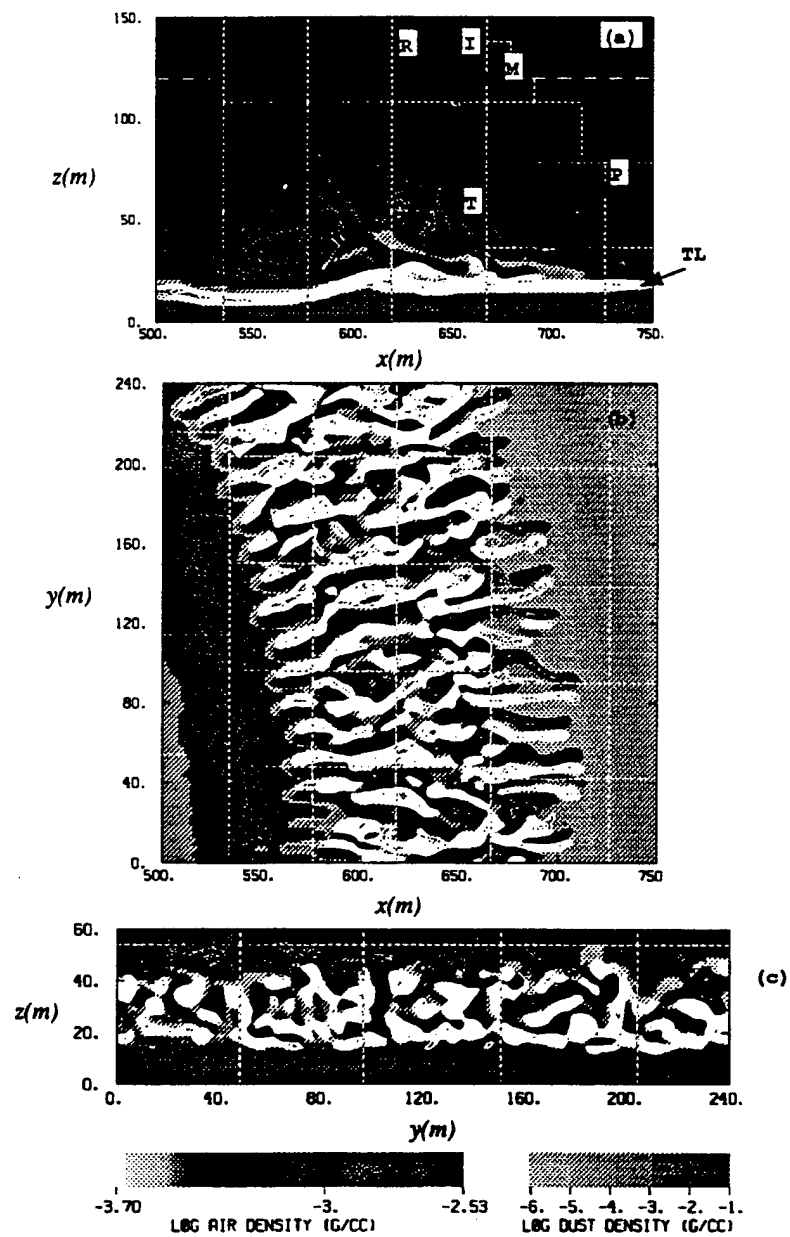 150.
(a)
R
I
M
100.
z(m)
P
50.
T
TL
0.
500. 550. 600. 650. 700. 750.
x(m)
240.
(b)
200.
160.
y(m)
120.
80.
40.
0.
500. 550. 600. 650. 700. 750
x(m)
60.
(c)
40.
z(m)
20.
0.
0. 40. 80. 120. 160. 200. 240.
y(m)
-3.70 -3. -2.53
LOG AIR DENSITY (G/CC)
-6. -5. -4. -3. -2. -1.
LOG DUST DENSITY (G/CC)